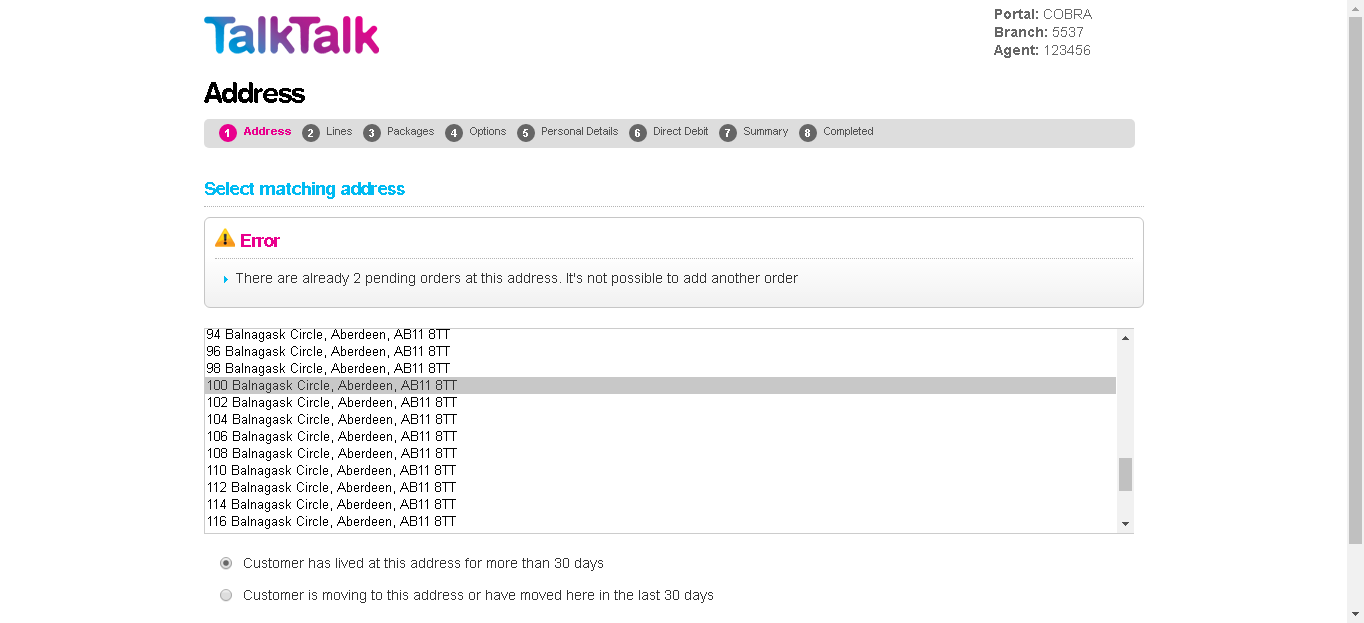 TalkTalk
Portal: COBRA
Branch: 5537
Agent: 123456
Address
1 Address 2 Lines 3 Packages 4 Options 5 Personal Details 6 Direct Debit 7 Summary 8 Completed
Select matching address
Error
There are already 2 pending orders at this address. It's not possible to add another order
94 Balnagask Circle, Aberdeen, AB11 8TT
96 Balnagask Circle, Aberdeen, AB11 8TT
98 Balnagask Circle, Aberdeen, AB11 8TT
100 Balnagask Circle, Aberdeen, AB11 8TT
102 Balnagask Circle, Aberdeen, AB11 8TT
104 Balnagask Circle, Aberdeen, AB11 8TT
106 Balnagask Circle, Aberdeen, AB11 8TT
108 Balnagask Circle, Aberdeen, AB11 8TT
110 Balnagask Circle, Aberdeen, AB11 8TT
112 Balnagask Circle, Aberdeen, AB11 8TT
114 Balnagask Circle, Aberdeen, AB11 8TT
116 Balnagask Circle, Aberdeen, AB11 8TT
Customer has lived at this address for more than 30 days
Customer is moving to this address or have moved here in the last 30 days